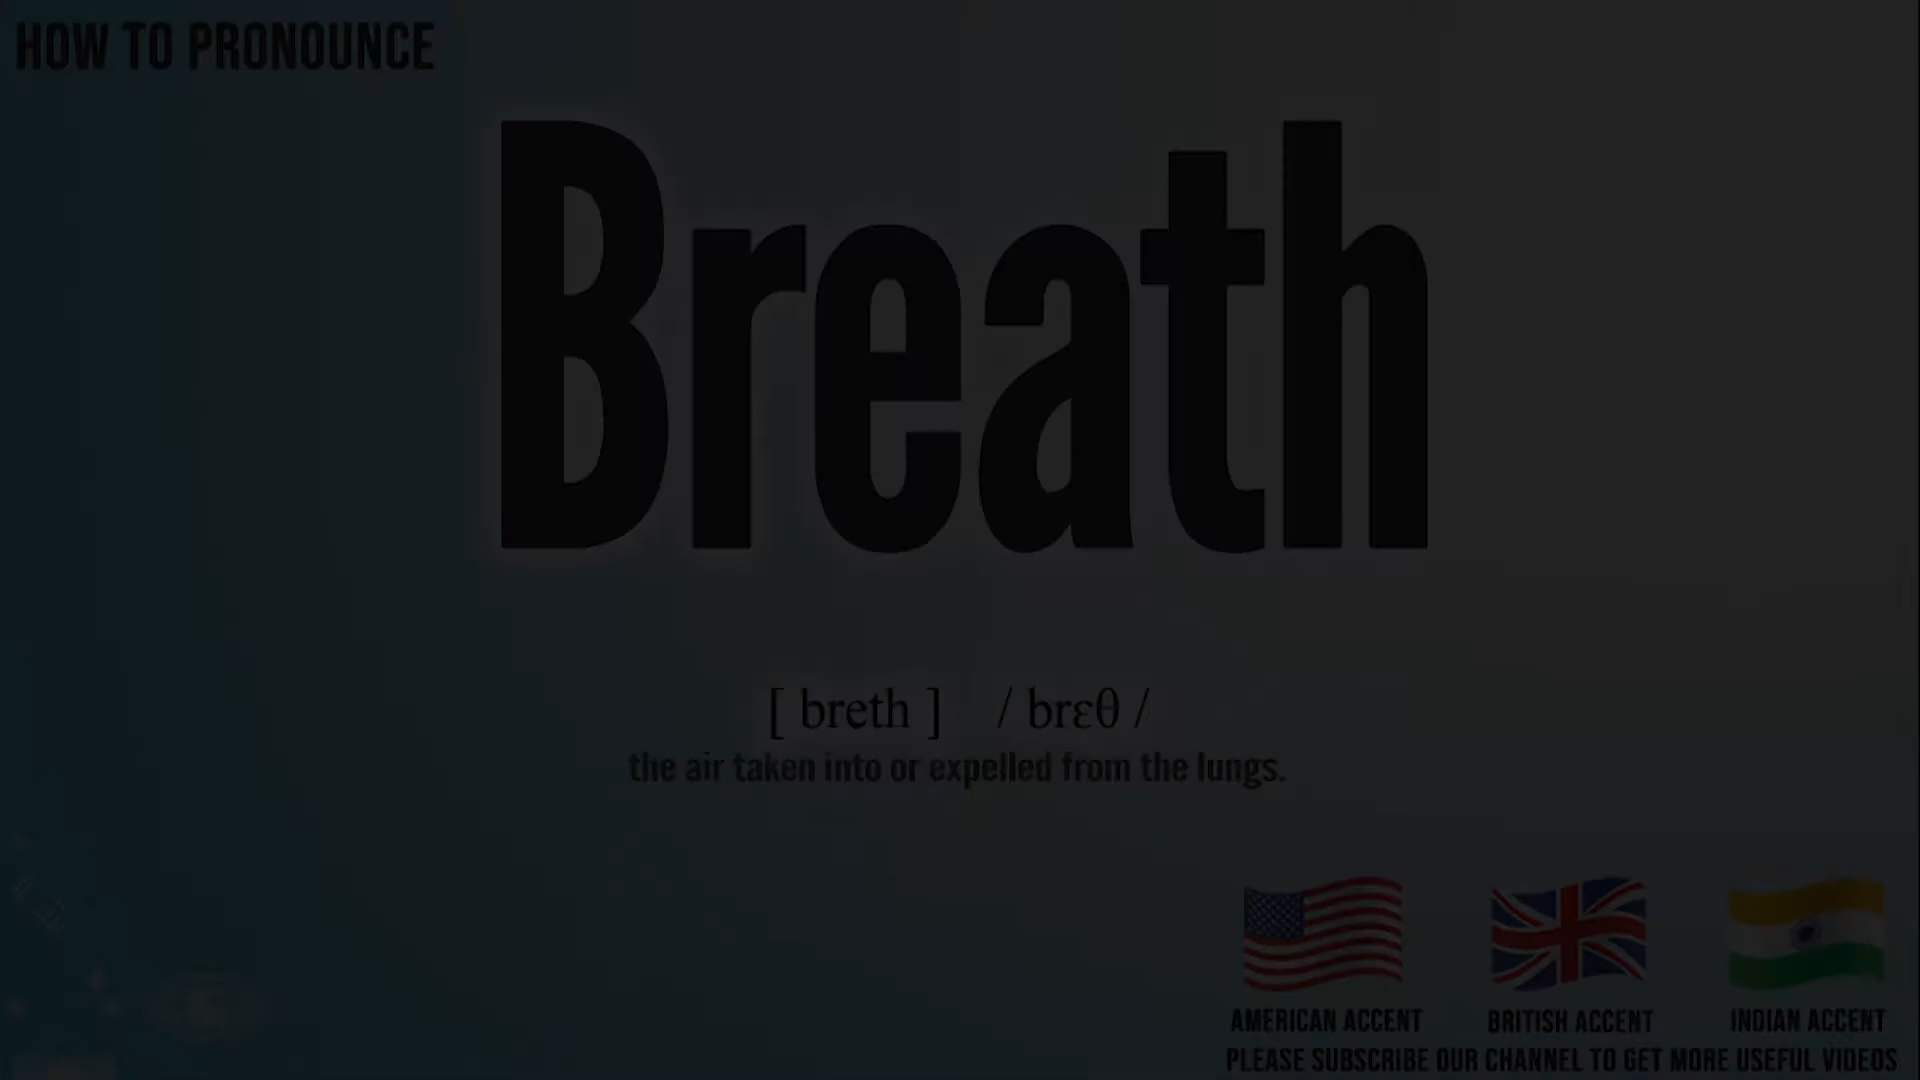 HOW TO PRONOUNCE
Breath
[ breth ] / brɛθ /
the air taken into or expelled from the lungs.
AMERICAN ACCENT BRITISH ACCENT INDIAN ACCENT
PLEASE SUBSCRIBE OUR CHANNEL TO GET MORE USEFUL VIDEOS